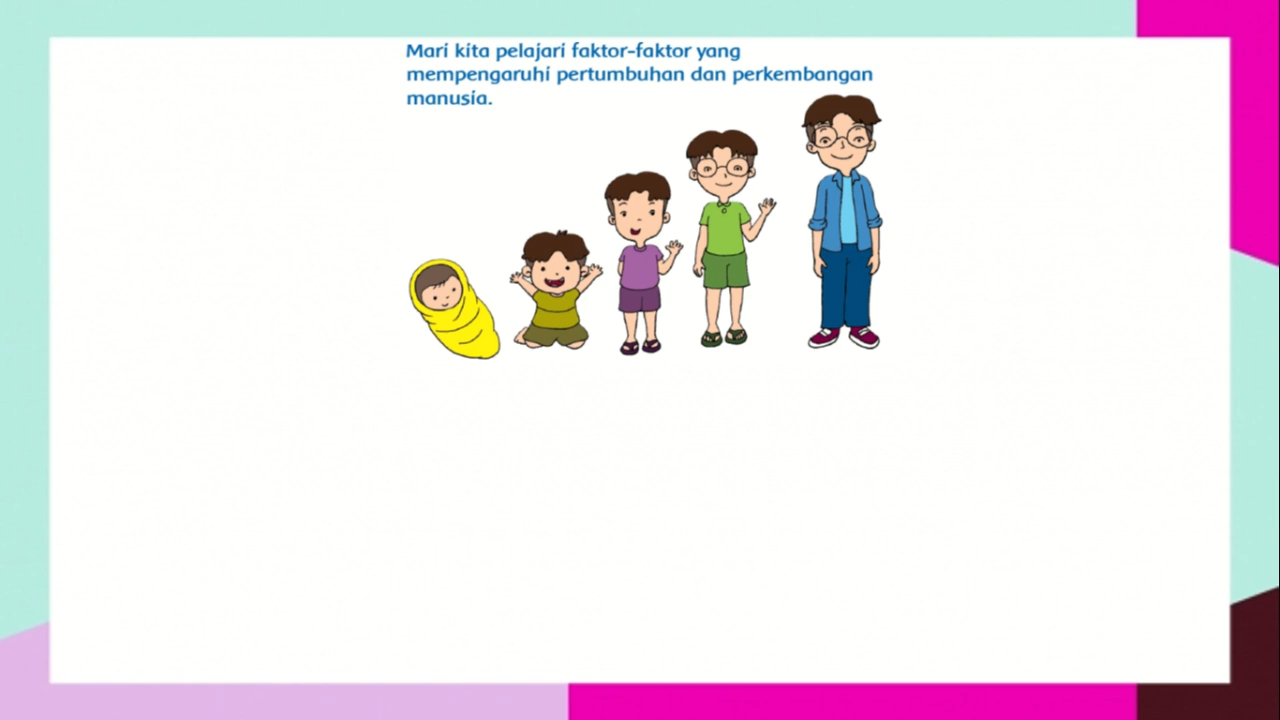 Mari kita pelajari faktor-faktor yang
mempengaruhi pertumbuhan dan perkembangan
manusia.